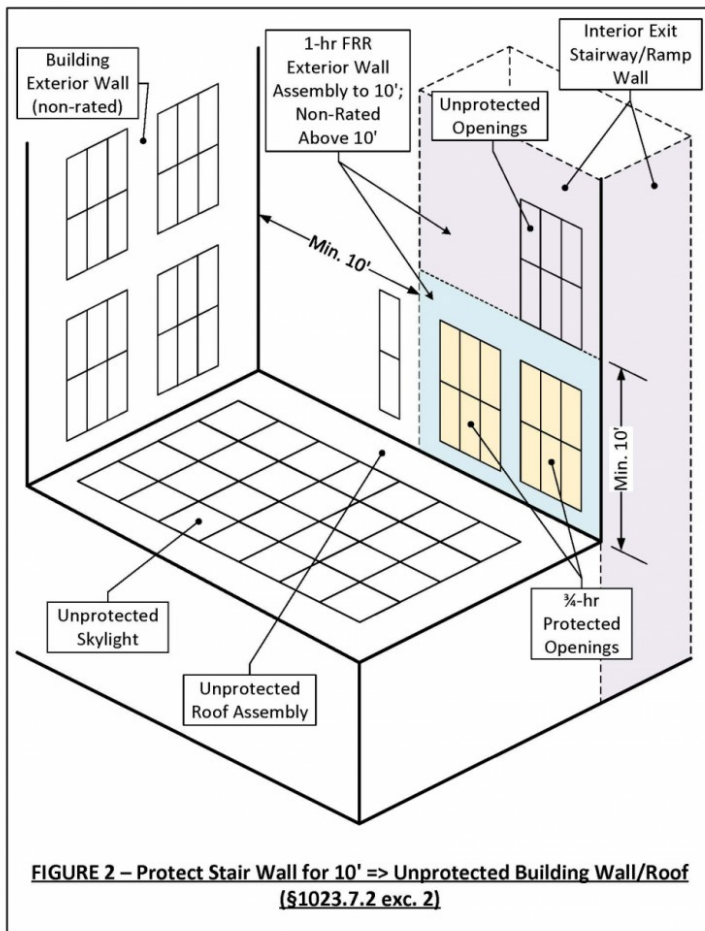 Building
Exterior Wall
(non-rated)
1-hr FRR
Exterior Wall
Assembly to 10';
Non-Rated
Above 10'
Interior Exit
Stairway/Ramp
Wall
Unprotected
Openings
Min. 10'
Min. 10'
Unprotected
Skylight
Unprotected
Roof Assembly
¾-hr
Protected
Openings
FIGURE 2 – Protect Stair Wall for 10' => Unprotected Building Wall/Roof
(§1023.7.2 exc. 2)